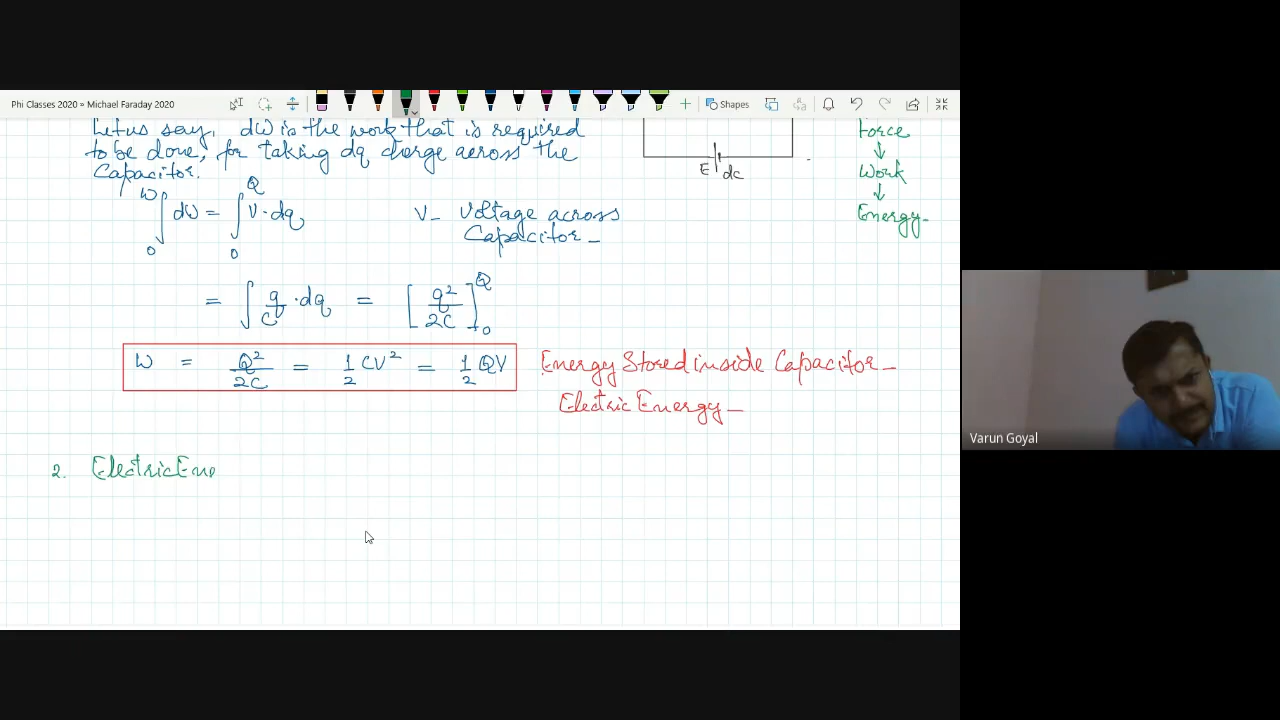 Phi Classes 2020 » Michael Faraday 2020
Shapes
Let us say, dW is the work that is required
to be done, for taking dq charge across the
Capacitor.
E dc
Force
↓
Work
↓
Energy-
∫₀^W dW = ∫₀^Q V·dq
V- Voltage across
Capacitor-
= ∫ q/C ·dq = [q²/2C]₀^Q
W = Q²/2C = 1/2 CV² = 1/2 QV
Energy Stored inside Capacitor-
Electric Energy-
2. Electric Ene
Varun Goyal